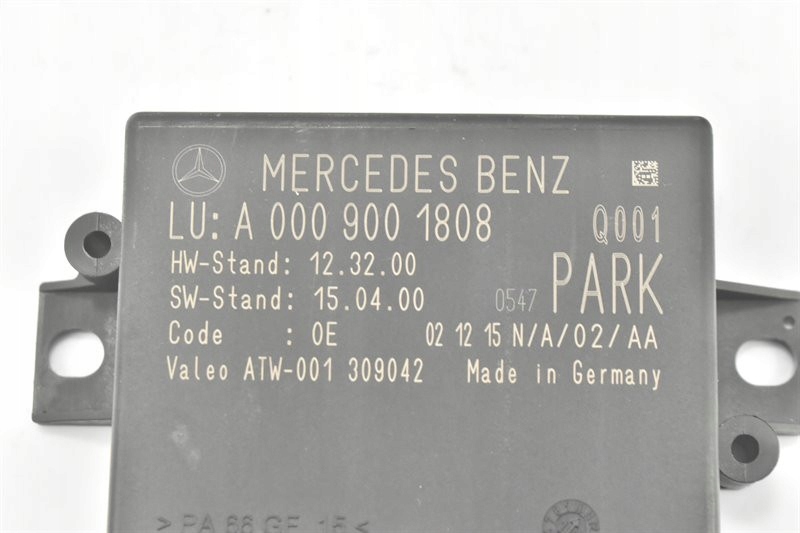 MERCEDES BENZ
LU: A 000 900 1808 Q001
HW-Stand: 12.32.00
SW-Stand: 15.04.00 0547 PARK
Code : 0E 02 12 15 N/A/02/AA
Valeo ATW-001 309042 Made in Germany
>PA 66 GF 15<